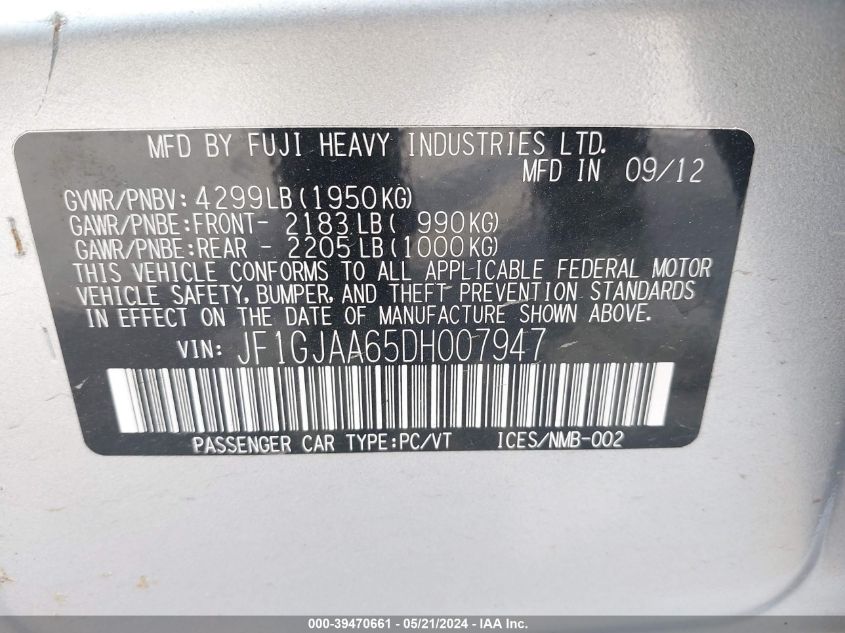 MFD BY FUJI HEAVY INDUSTRIES LTD.
MFD IN 09/12
GVWR/PNBV: 4299LB(1950KG)
GAWR/PNBE:FRONT- 2183LB( 990KG)
GAWR/PNBE:REAR - 2205LB(1000KG)
THIS VEHICLE CONFORMS TO ALL APPLICABLE FEDERAL MOTOR
VEHICLE SAFETY, BUMPER, AND THEFT PREVENTION STANDARDS
IN EFFECT ON THE DATE OF MANUFACTURE SHOWN ABOVE.
VIN: JF1GJAA65DH007947
PASSENGER CAR TYPE:PC/VT ICES/NMB-002
000-39470661 - 05/21/2024 - IAAI.com